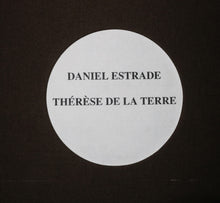 DANIEL ESTRADE
THÉRÈSE DE LA TERRE